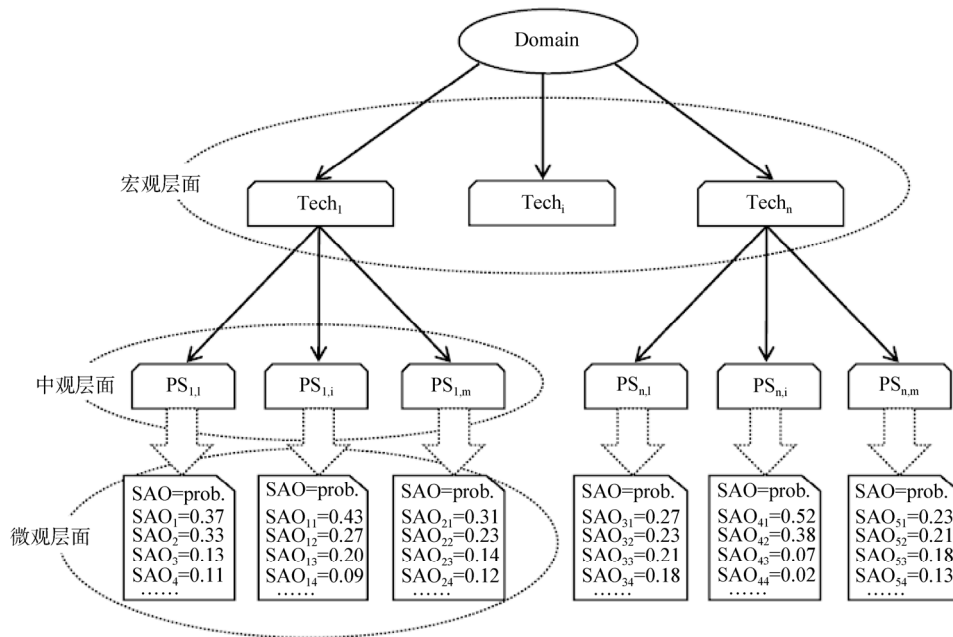 Domain
宏观层面
Tech₁
Techᵢ
Techₙ
中观层面
PS₁,₁
PS₁,ᵢ
PS₁,ₘ
PSₙ,₁
PSₙ,ᵢ
PSₙ,ₘ
微观层面
SAO=prob.
SAO₁=0.37
SAO₂=0.33
SAO₃=0.13
SAO₄=0.11
……
SAO=prob.
SAO₁₁=0.43
SAO₁₂=0.27
SAO₁₃=0.20
SAO₁₄=0.09
……
SAO=prob.
SAO₂₁=0.31
SAO₂₂=0.23
SAO₂₃=0.14
SAO₂₄=0.12
……
SAO=prob.
SAO₃₁=0.27
SAO₃₂=0.23
SAO₃₃=0.21
SAO₃₄=0.18
……
SAO=prob.
SAO₄₁=0.52
SAO₄₂=0.38
SAO₄₃=0.07
SAO₄₄=0.02
……
SAO=prob.
SAO₅₁=0.23
SAO₅₂=0.21
SAO₅₃=0.18
SAO₅₄=0.13
……